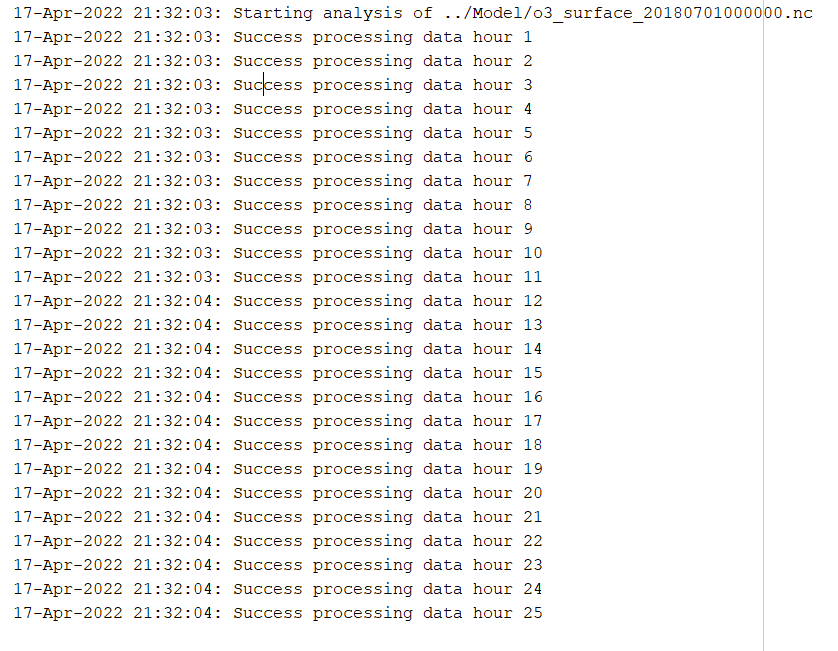 17-Apr-2022 21:32:03: Starting analysis of ../Model/o3_surface_20180701000000.nc
17-Apr-2022 21:32:03: Success processing data hour 1
17-Apr-2022 21:32:03: Success processing data hour 2
17-Apr-2022 21:32:03: Success processing data hour 3
17-Apr-2022 21:32:03: Success processing data hour 4
17-Apr-2022 21:32:03: Success processing data hour 5
17-Apr-2022 21:32:03: Success processing data hour 6
17-Apr-2022 21:32:03: Success processing data hour 7
17-Apr-2022 21:32:03: Success processing data hour 8
17-Apr-2022 21:32:03: Success processing data hour 9
17-Apr-2022 21:32:03: Success processing data hour 10
17-Apr-2022 21:32:03: Success processing data hour 11
17-Apr-2022 21:32:04: Success processing data hour 12
17-Apr-2022 21:32:04: Success processing data hour 13
17-Apr-2022 21:32:04: Success processing data hour 14
17-Apr-2022 21:32:04: Success processing data hour 15
17-Apr-2022 21:32:04: Success processing data hour 16
17-Apr-2022 21:32:04: Success processing data hour 17
17-Apr-2022 21:32:04: Success processing data hour 18
17-Apr-2022 21:32:04: Success processing data hour 19
17-Apr-2022 21:32:04: Success processing data hour 20
17-Apr-2022 21:32:04: Success processing data hour 21
17-Apr-2022 21:32:04: Success processing data hour 22
17-Apr-2022 21:32:04: Success processing data hour 23
17-Apr-2022 21:32:04: Success processing data hour 24
17-Apr-2022 21:32:04: Success processing data hour 25